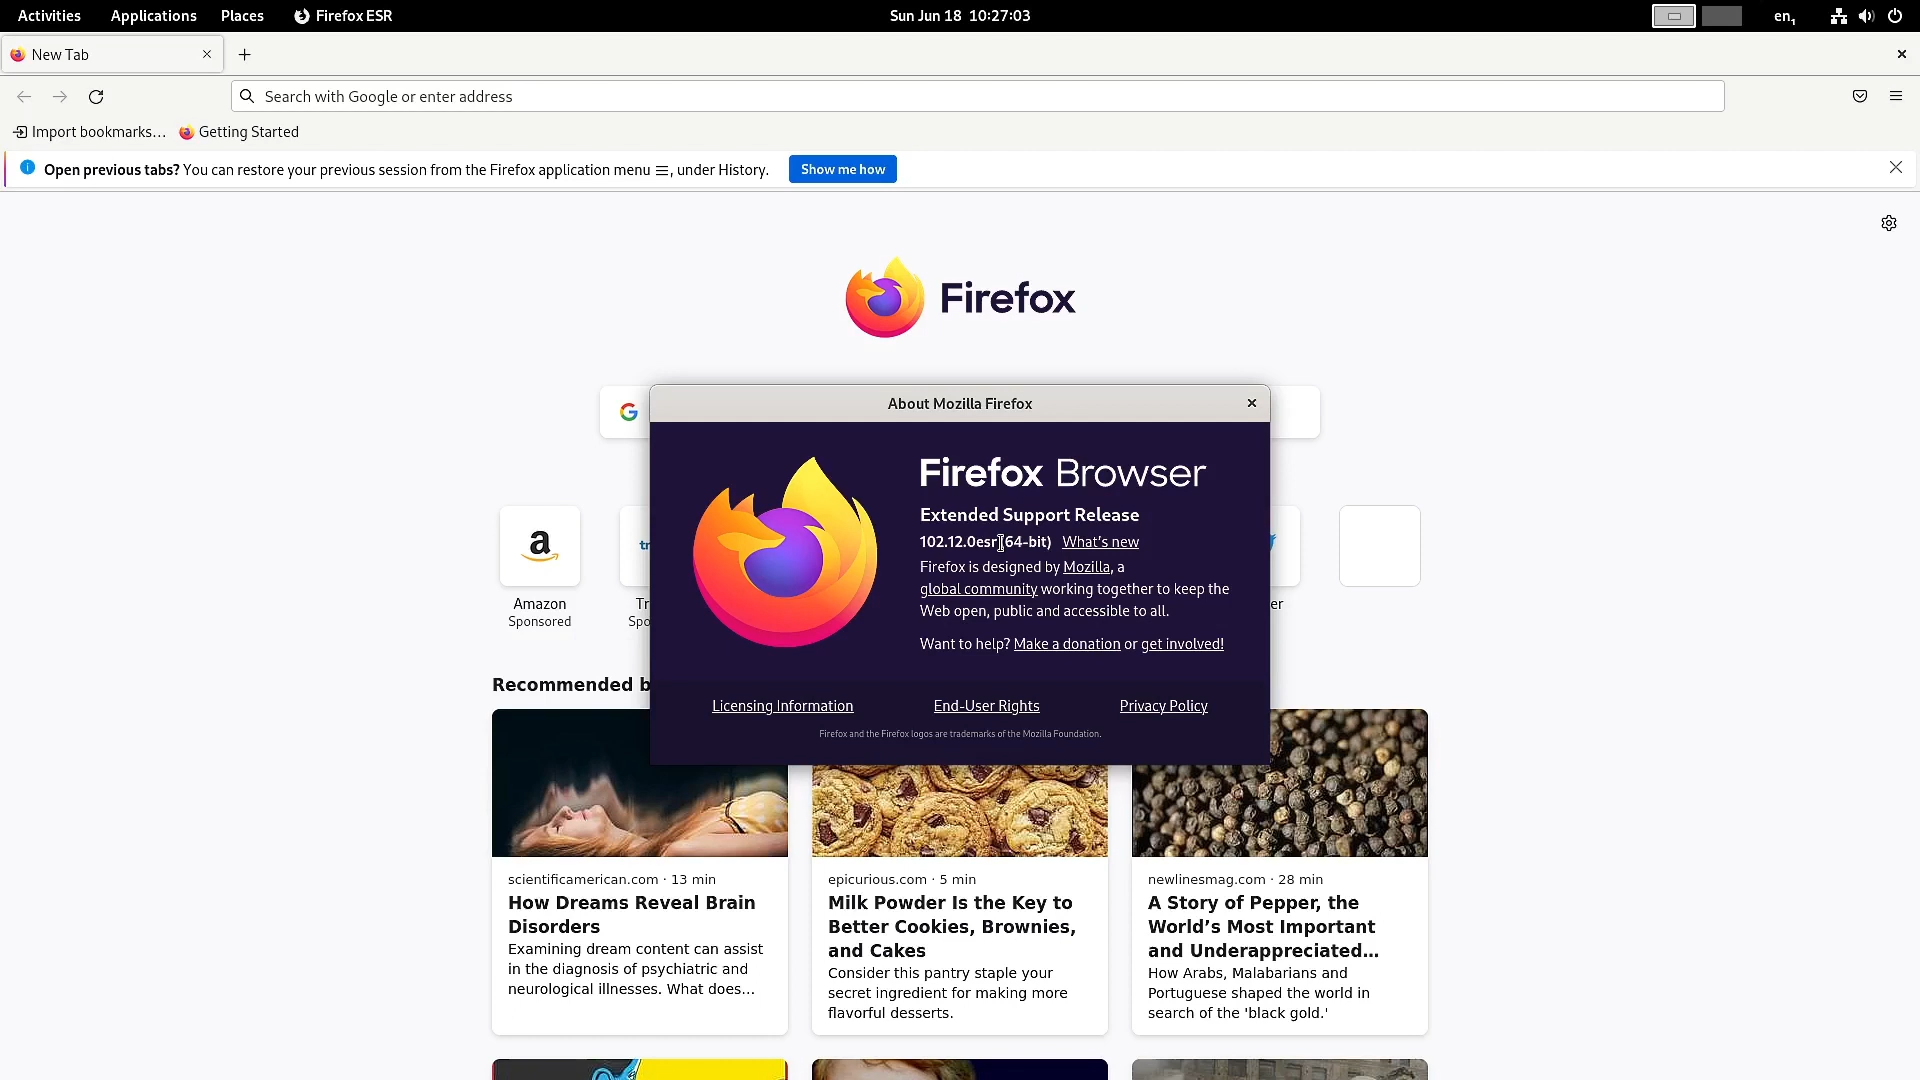 Activities Applications Places Firefox ESR Sun Jun 18 10:27:03 en₁
New Tab
Search with Google or enter address
Import bookmarks… Getting Started
Open previous tabs? You can restore your previous session from the Firefox application menu ☰, under History. Show me how
Firefox
About Mozilla Firefox
Firefox Browser
Extended Support Release
102.12.0esr (64-bit) What's new
Firefox is designed by Mozilla, a
global community working together to keep the
Web open, public and accessible to all.
Want to help? Make a donation or get involved!
Licensing Information End-User Rights Privacy Policy
Firefox and the Firefox logos are trademarks of the Mozilla Foundation.
a
Amazon
Sponsored
Recommended
scientificamerican.com · 13 min
How Dreams Reveal Brain
Disorders
Examining dream content can assist
in the diagnosis of psychiatric and
neurological illnesses. What does…
epicurious.com · 5 min
Milk Powder Is the Key to
Better Cookies, Brownies,
and Cakes
Consider this pantry staple your
secret ingredient for making more
flavorful desserts.
newlinesmag.com · 28 min
A Story of Pepper, the
World's Most Important
and Underappreciated…
How Arabs, Malabarians and
Portuguese shaped the world in
search of the 'black gold.'